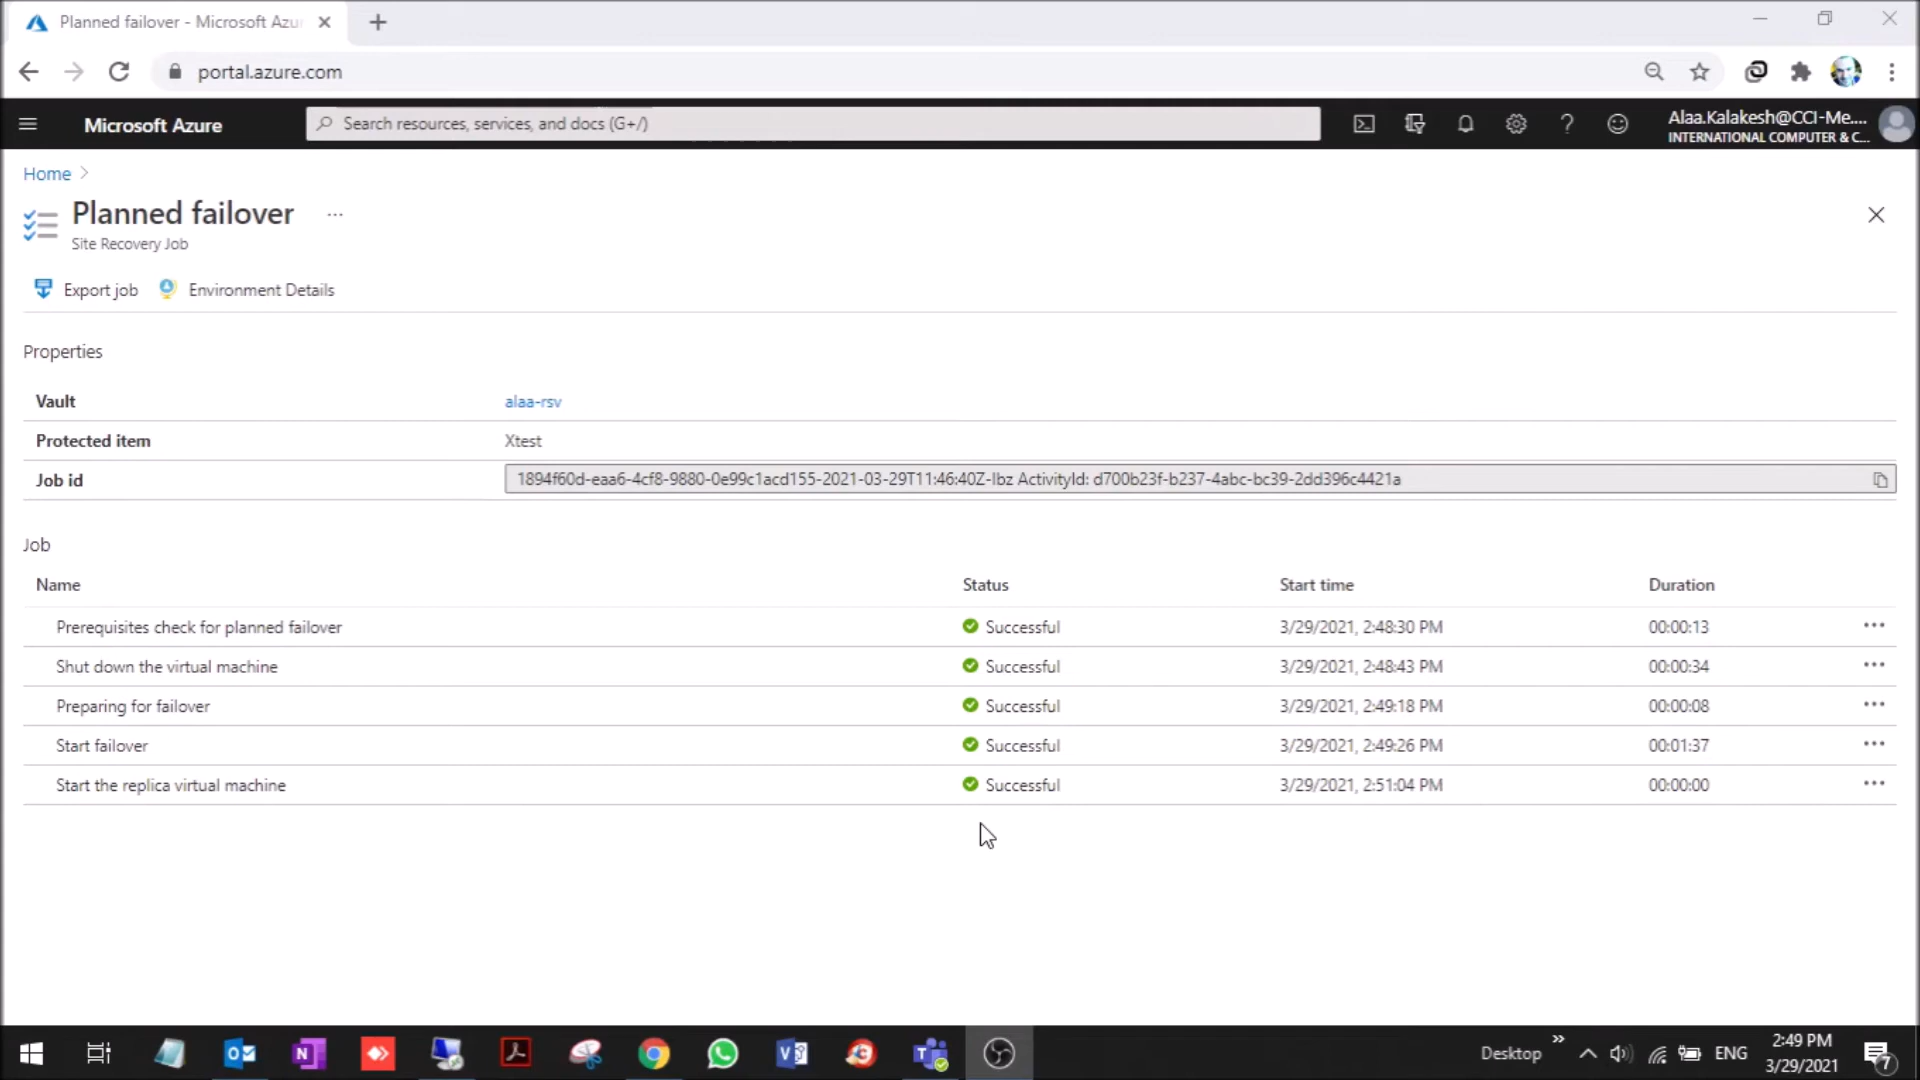 Planned failover - Microsoft Azu
portal.azure.com
Microsoft Azure
Search resources, services, and docs (G+/)
Alaa.Kalakesh@CCI-Me....
INTERNATIONAL COMPUTER & C...
Home
Planned failover ...
Site Recovery Job
Export job Environment Details
Properties
Vault alaa-rsv
Protected item Xtest
Job id 1894f60d-eaa6-4cf8-9880-0e99c1acd155-2021-03-29T11:46:40Z-Ibz ActivityId: d700b23f-b237-4abc-bc39-2dd396c4421a
Job
Name Status Start time Duration
Prerequisites check for planned failover Successful 3/29/2021, 2:48:30 PM 00:00:13
Shut down the virtual machine Successful 3/29/2021, 2:48:43 PM 00:00:34
Preparing for failover Successful 3/29/2021, 2:49:18 PM 00:00:08
Start failover Successful 3/29/2021, 2:49:26 PM 00:01:37
Start the replica virtual machine Successful 3/29/2021, 2:51:04 PM 00:00:00
Desktop
ENG
2:49 PM
3/29/2021
7